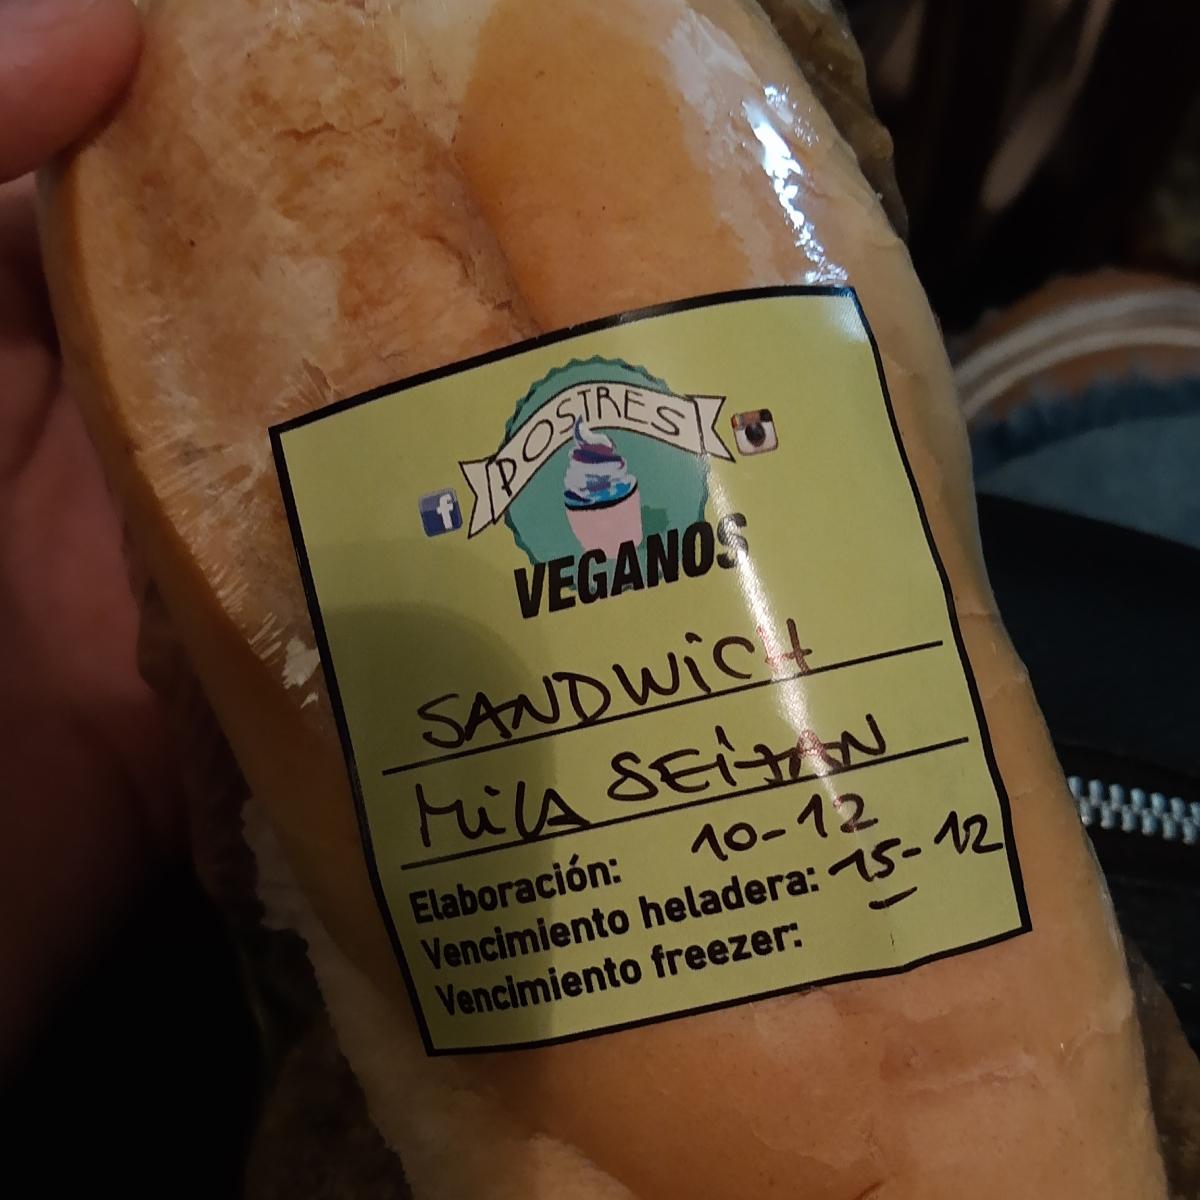 POSTRES
VEGANOS
SANDWiCH
MiLA SEiTAN
Elaboración: 10-12
Vencimiento heladera: 15-12
Vencimiento freezer: